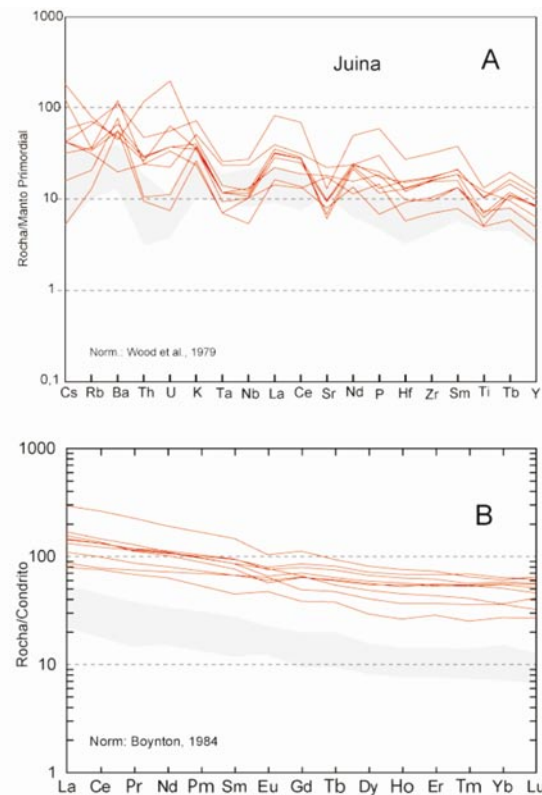 1000
Juina
A
100
10
1
0,1
Rocha/Manto Primordial
Norm.: Wood et al., 1979
Cs Rb Ba Th U K Ta Nb La Ce Sr Nd P Hf Zr Sm Ti Tb Y
1000
B
100
10
1
Rocha/Condrito
Norm: Boynton, 1984
La Ce Pr Nd Pm Sm Eu Gd Tb Dy Ho Er Tm Yb Lu